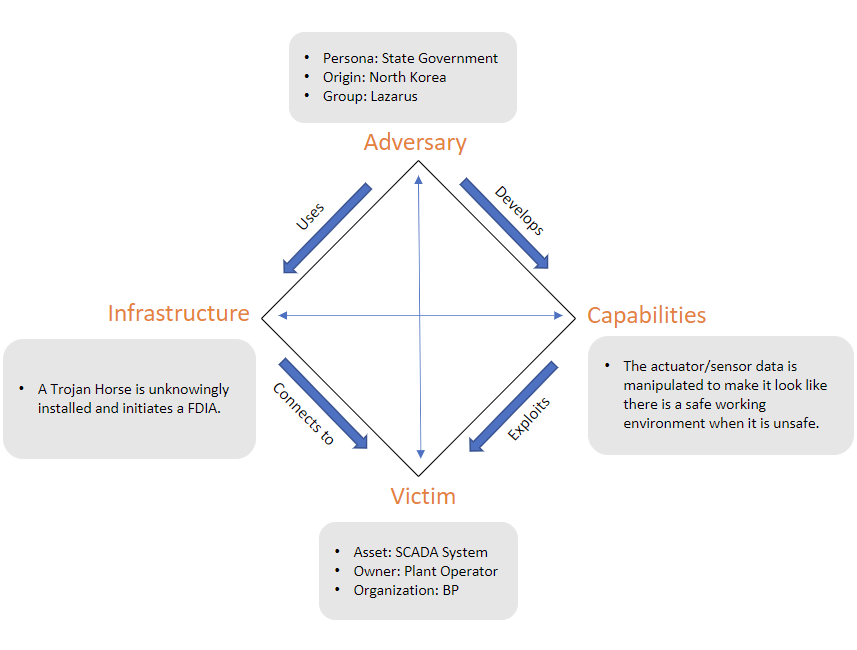 • Persona: State Government
• Origin: North Korea
• Group: Lazarus
Adversary
Uses
Develops
Infrastructure
Capabilities
• A Trojan Horse is unknowingly
installed and initiates a FDIA.
• The actuator/sensor data is
manipulated to make it look like
there is a safe working
environment when it is unsafe.
Connects to
Exploits
Victim
• Asset: SCADA System
• Owner: Plant Operator
• Organization: BP